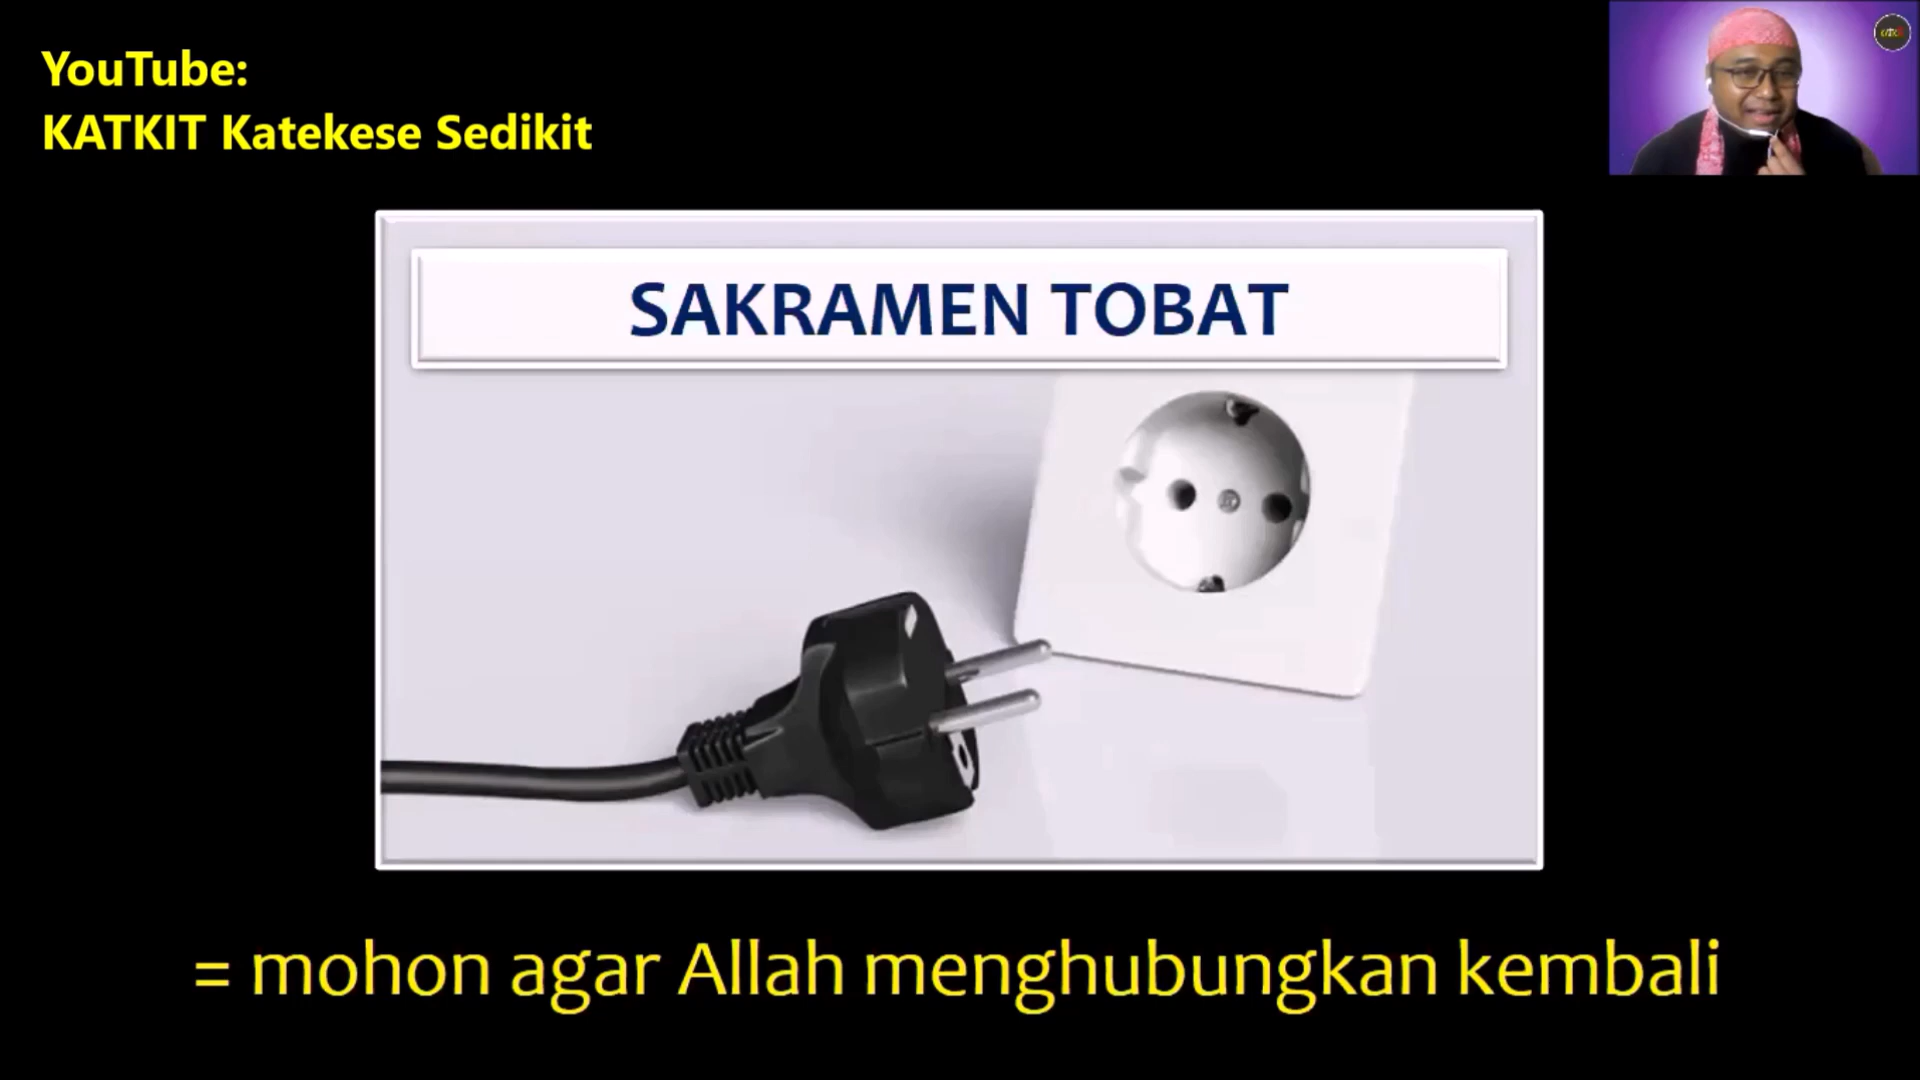 YouTube:
KATKIT Katekese Sedikit
SAKRAMEN TOBAT
= mohon agar Allah menghubungkan kembali